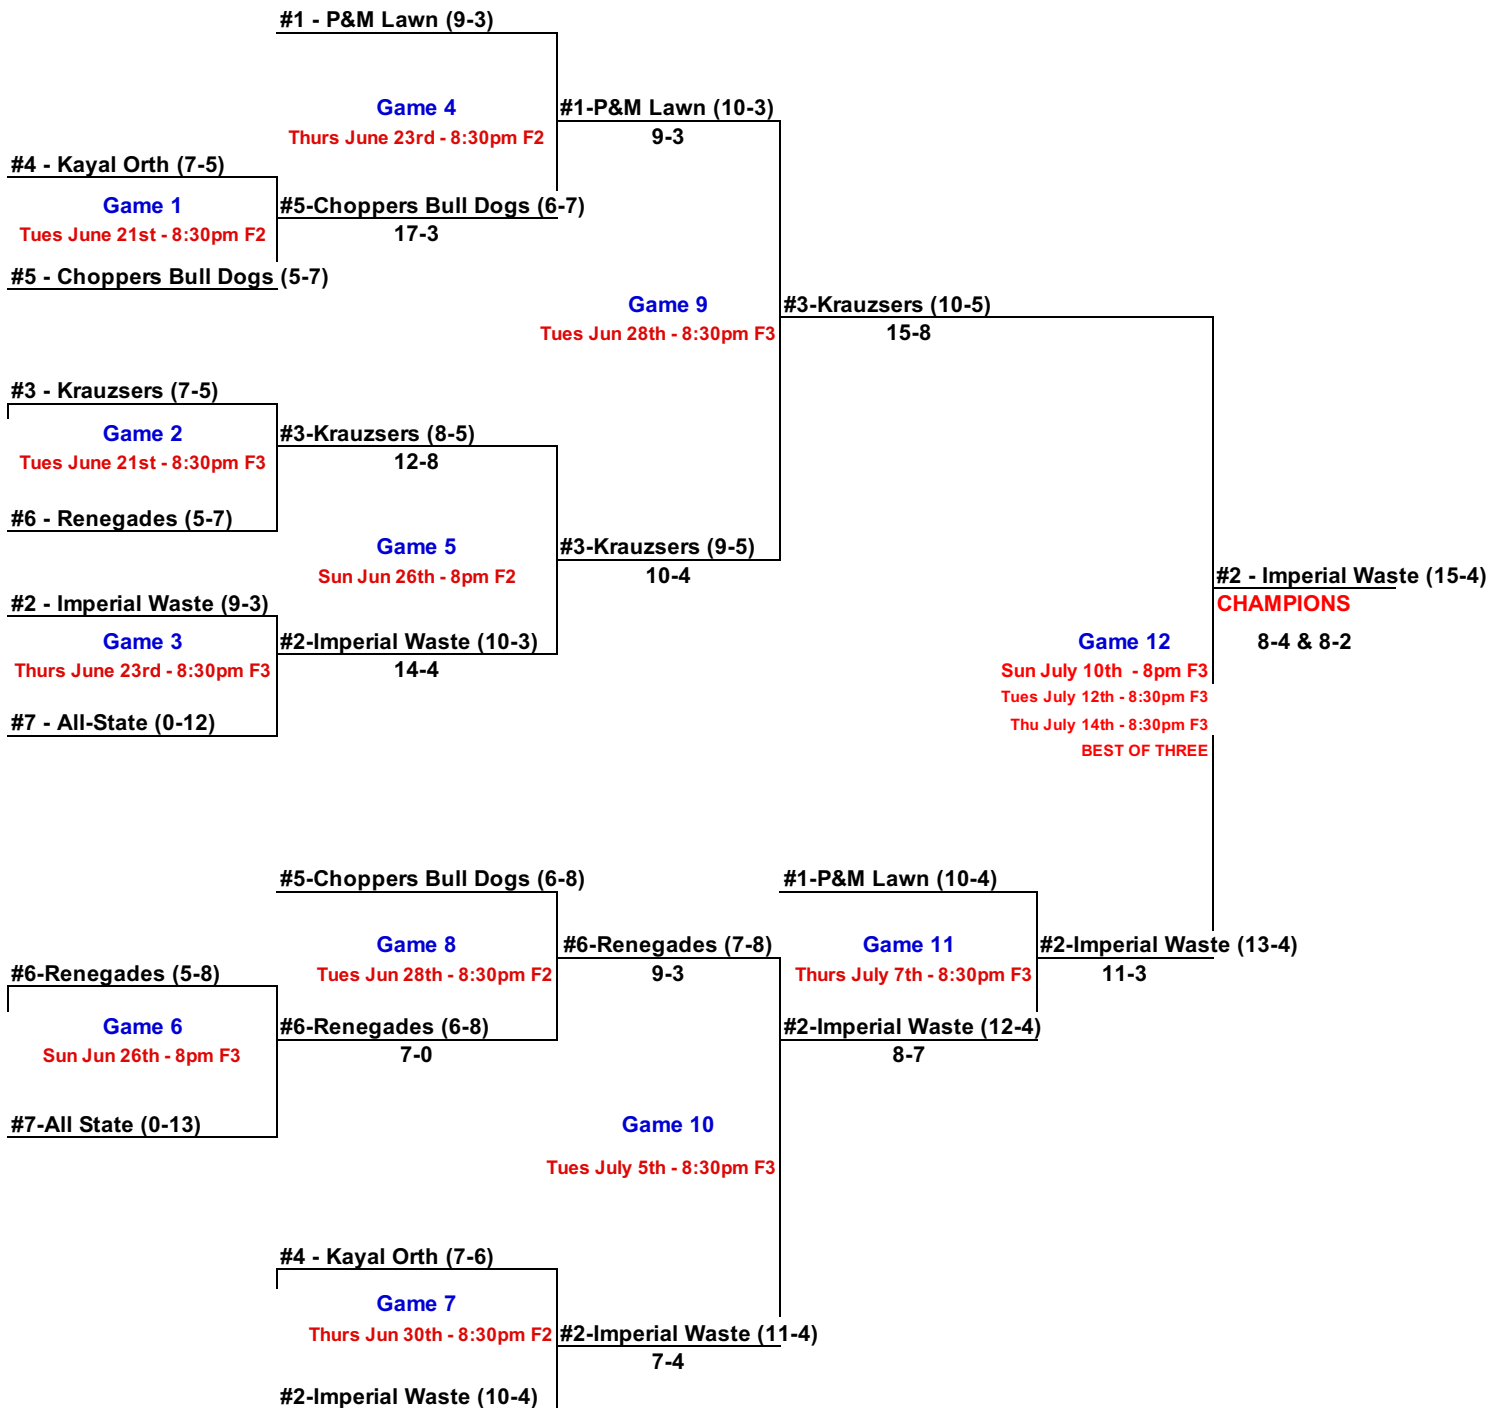 #1 - P&M Lawn (9-3)
Game 4
#1-P&M Lawn (10-3)
Thurs June 23rd - 8:30pm F2
9-3
#4 - Kayal Orth (7-5)
Game 1
#5-Choppers Bull Dogs (6-7)
Tues June 21st - 8:30pm F2
17-3
#5 - Choppers Bull Dogs (5-7)
Game 9
#3-Krauzsers (10-5)
Tues Jun 28th - 8:30pm F3
15-8
#3 - Krauzsers (7-5)
Game 2
#3-Krauzsers (8-5)
Tues June 21st - 8:30pm F3
12-8
#6 - Renegades (5-7)
Game 5
#3-Krauzsers (9-5)
Sun Jun 26th - 8pm F2
10-4
#2 - Imperial Waste (15-4)
#2 - Imperial Waste (9-3)
CHAMPIONS
Game 3
#2-Imperial Waste (10-3)
Game 12
8-4 & 8-2
Thurs June 23rd - 8:30pm F3
14-4
Sun July 10th - 8pm F3
Tues July 12th - 8:30pm F3
#7 - All-State (0-12)
Thu July 14th - 8:30pm F3
BEST OF THREE
#5-Choppers Bull Dogs (6-8)
#1-P&M Lawn (10-4)
Game 8
#6-Renegades (7-8)
Game 11
#2-Imperial Waste (13-4)
#6-Renegades (5-8)
Tues Jun 28th - 8:30pm F2
9-3
Thurs July 7th - 8:30pm F3
11-3
Game 6
#6-Renegades (6-8)
#2-Imperial Waste (12-4)
Sun Jun 26th - 8pm F3
7-0
8-7
#7-All State (0-13)
Game 10
Tues July 5th - 8:30pm F3
#4 - Kayal Orth (7-6)
Game 7
Thurs Jun 30th - 8:30pm F2
#2-Imperial Waste (11-4)
7-4
#2-Imperial Waste (10-4)